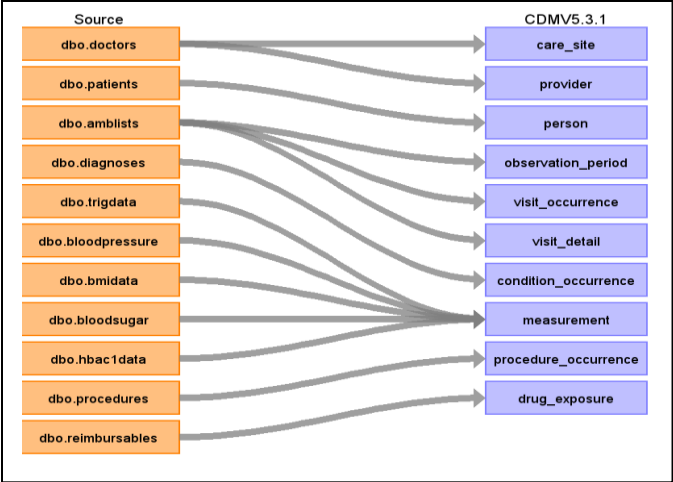 Source CDMV5.3.1
dbo.doctors care_site
dbo.patients provider
dbo.amblists person
dbo.diagnoses observation_period
dbo.trigdata visit_occurrence
dbo.bloodpressure visit_detail
dbo.bmidata condition_occurrence
dbo.bloodsugar measurement
dbo.hbac1data procedure_occurrence
dbo.procedures drug_exposure
dbo.reimbursables